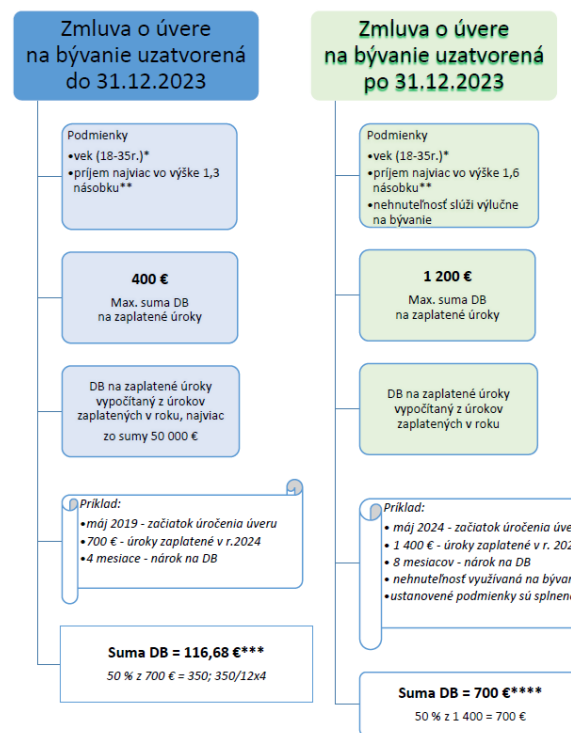 Zmluva o úvere
na bývanie uzatvorená
do 31.12.2023
Podmienky
•vek (18-35r.)*
•príjem najviac vo výške 1,3
násobku**
400 €
Max. suma DB
na zaplatené úroky
DB na zaplatené úroky
vypočítaný z úrokov
zaplatených v roku, najviac
zo sumy 50 000 €
Príklad:
•máj 2019 - začiatok úročenia úveru
•700 € - úroky zaplatené v r.2024
•4 mesiace - nárok na DB
Suma DB = 116,68 €***
50 % z 700 € = 350; 350/12x4
Zmluva o úvere
na bývanie uzatvorená
po 31.12.2023
Podmienky
•vek (18-35r.)*
•príjem najviac vo výške 1,6
násobku**
•nehnuteľnosť slúži výlučne
na bývanie
1 200 €
Max. suma DB
na zaplatené úroky
DB na zaplatené úroky
vypočítaný z úrokov
zaplatených v roku
Príklad:
• máj 2024 - začiatok úročenia
• 1 400 € - úroky zaplatené v r.
• 8 mesiacov - nárok na DB
• nehnuteľnosť využívaná na
•ustanovené podmienky sú
Suma DB = 700 €****
50 % z 1 400 = 700 €